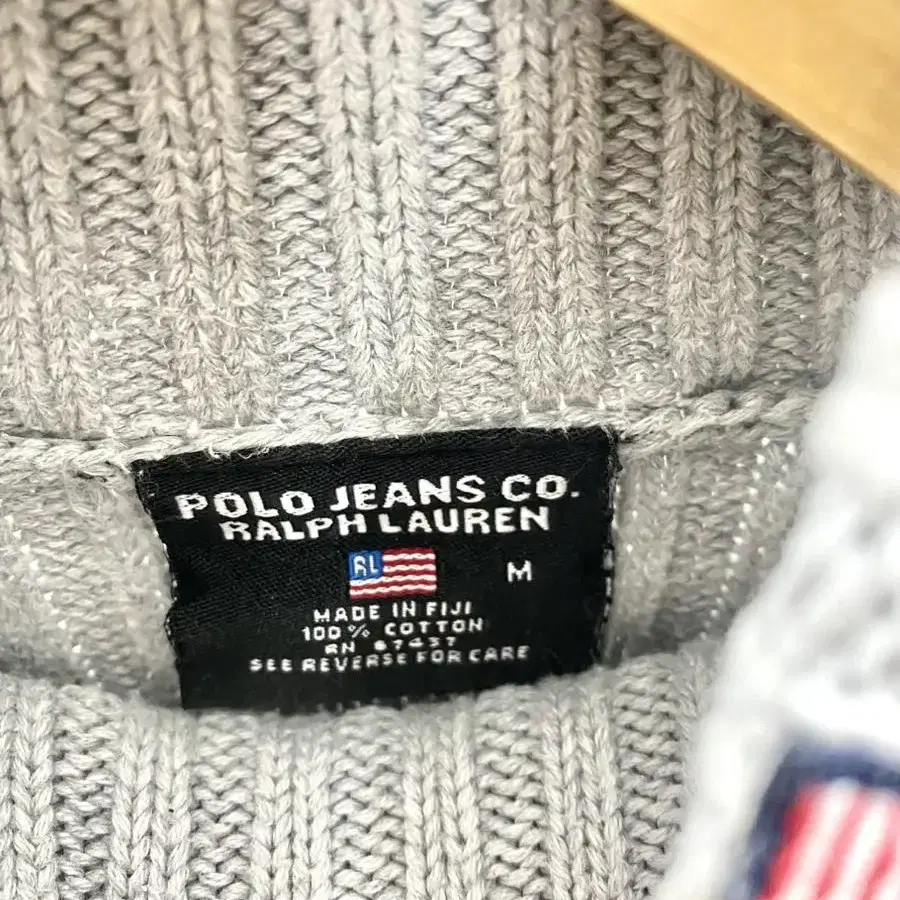 POLO JEANS CO.
RALPH LAUREN
RL
M
MADE IN FIJI
100% COTTON
RN 67437
SEE REVERSE FOR CARE